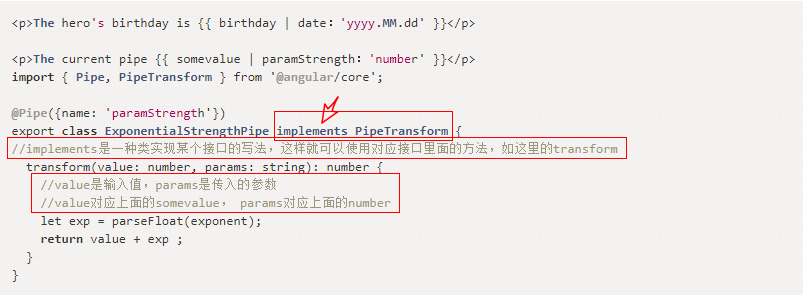 <p>The hero's birthday is {{ birthday | date: 'yyyy.MM.dd' }}</p>
<p>The current pipe {{ somevalue | paramStrength: 'number' }}</p>
import { Pipe, PipeTransform } from '@angular/core';
@Pipe({name: 'paramStrength'})
export class ExponentialStrengthPipe implements PipeTransform {
//implements是一种类实现某个接口的写法，这样就可以使用对应接口里面的方法，如这里的transform
transform(value: number, params: string): number {
//value是输入值，params是传入的参数
//value对应上面的somevalue， params对应上面的number
let exp = parseFloat(exponent);
return value + exp ;
}
}